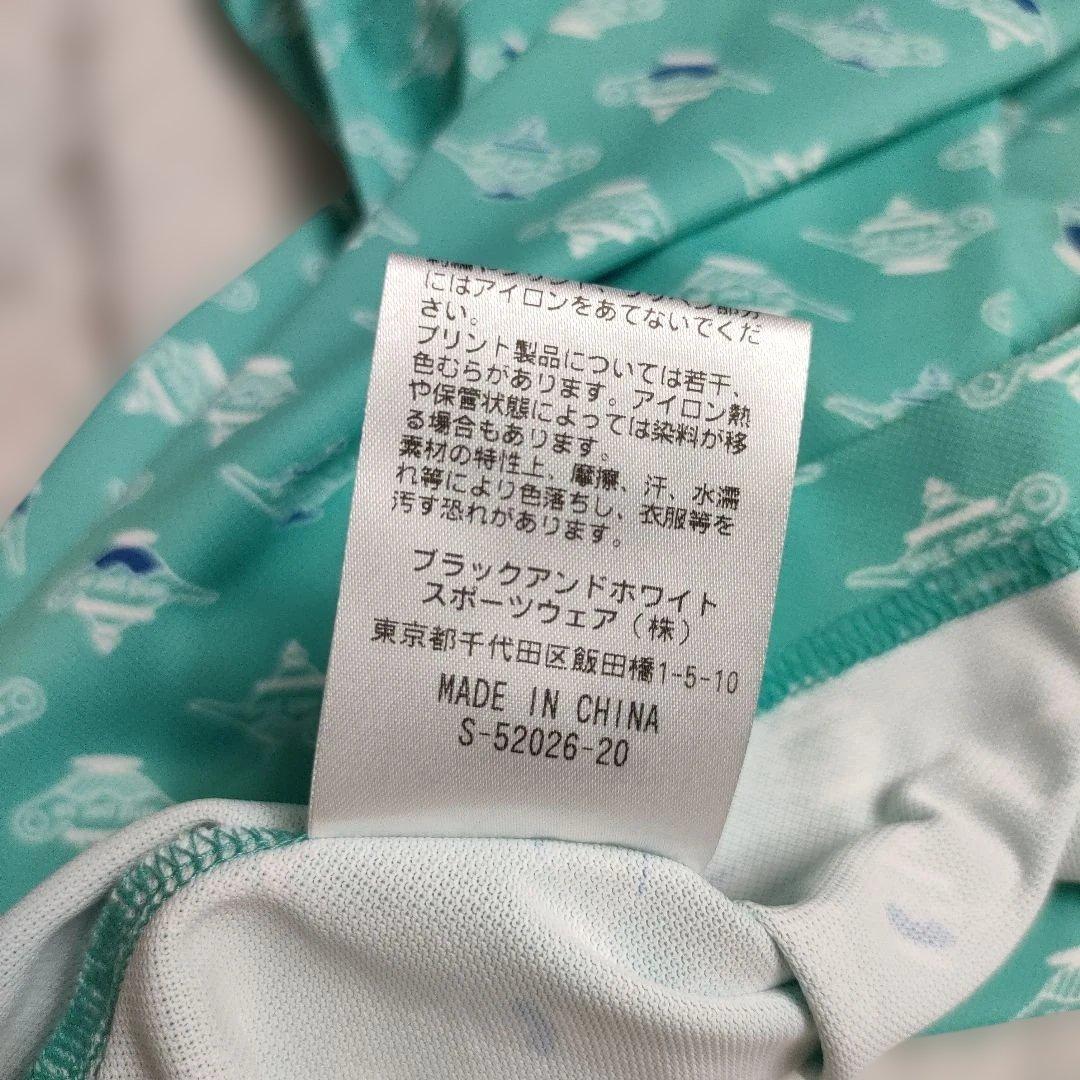 にはアイロンをあてないでくだ
さい。
プリント製品については若干、
色むらがあります。アイロン熱
や保管状態によっては染料が移
る場合もあります。
素材の特性上、摩擦、汗、水濡
れ等により色落ちし、衣服等を
汚す恐れがあります。
ブラックアンドホワイト
スポーツウェア（株）
東京都千代田区飯田橋1-5-10
MADE IN CHINA
S-52026-20